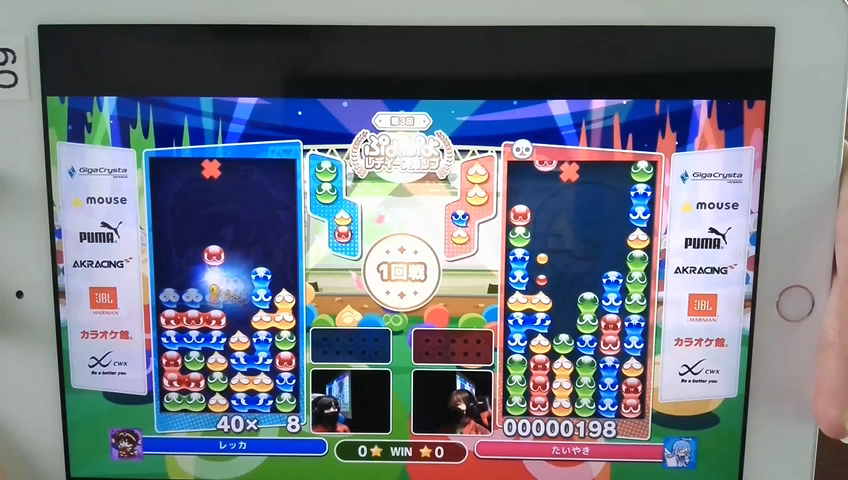 60
第3回
ぷよぷよ
レディースカップ
GigaCrysta
mouse
PUMA
AKRACING
JBL
HARMAN
カラオケ館
CWX
Be a better you
1回戦
GigaCrysta
mouse
PUMA
AKRACING
JBL
HARMAN
カラオケ館
CWX
Be a better you
40× 8
00000198
レッカ
0★ WIN ★0
たいやき